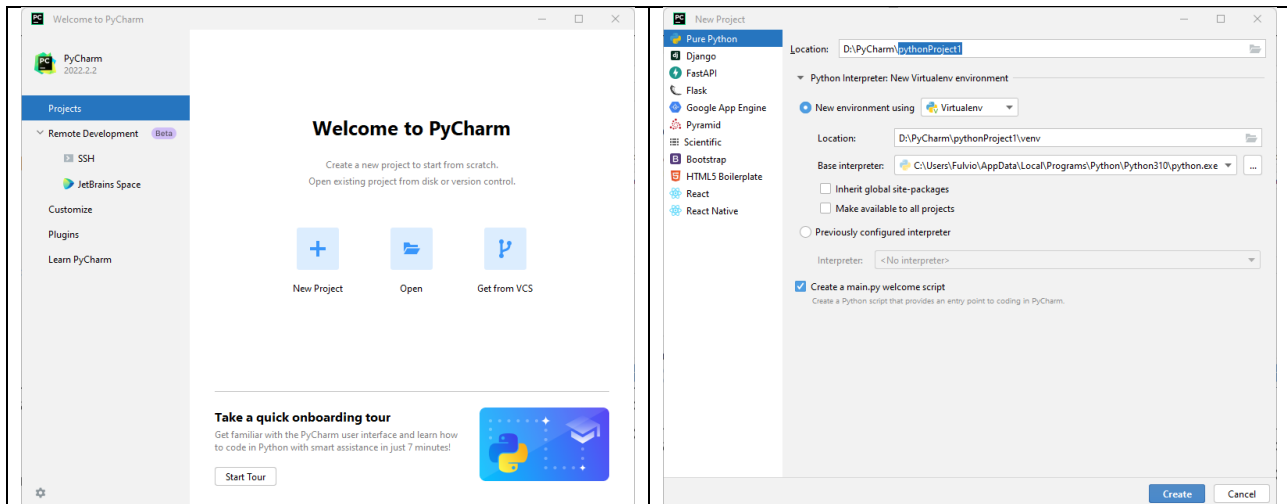 Welcome to PyCharm
PyCharm
2022.2.2
Projects
Remote Development Beta
SSH
JetBrains Space
Customize
Plugins
Learn PyCharm
Welcome to PyCharm
Create a new project to start from scratch.
Open existing project from disk or version control.
New Project Open Get from VCS
Take a quick onboarding tour
Get familiar with the PyCharm user interface and learn how
to code in Python with smart assistance in just 7 minutes!
Start Tour
New Project
Pure Python
Django
FastAPI
Flask
Google App Engine
Pyramid
Scientific
Bootstrap
HTML5 Boilerplate
React
React Native
Location: D:\PyCharm\pythonProject1
Python Interpreter: New Virtualenv environment
New environment using Virtualenv
Location: D:\PyCharm\pythonProject1\venv
Base interpreter: C:\Users\Fulvio\AppData\Local\Programs\Python\Python310\python.exe ...
Inherit global site-packages
Make available to all projects
Previously configured interpreter
Interpreter: <No interpreter>
Create a main.py welcome script
Create a Python script that provides an entry point to coding in PyCharm.
Create Cancel